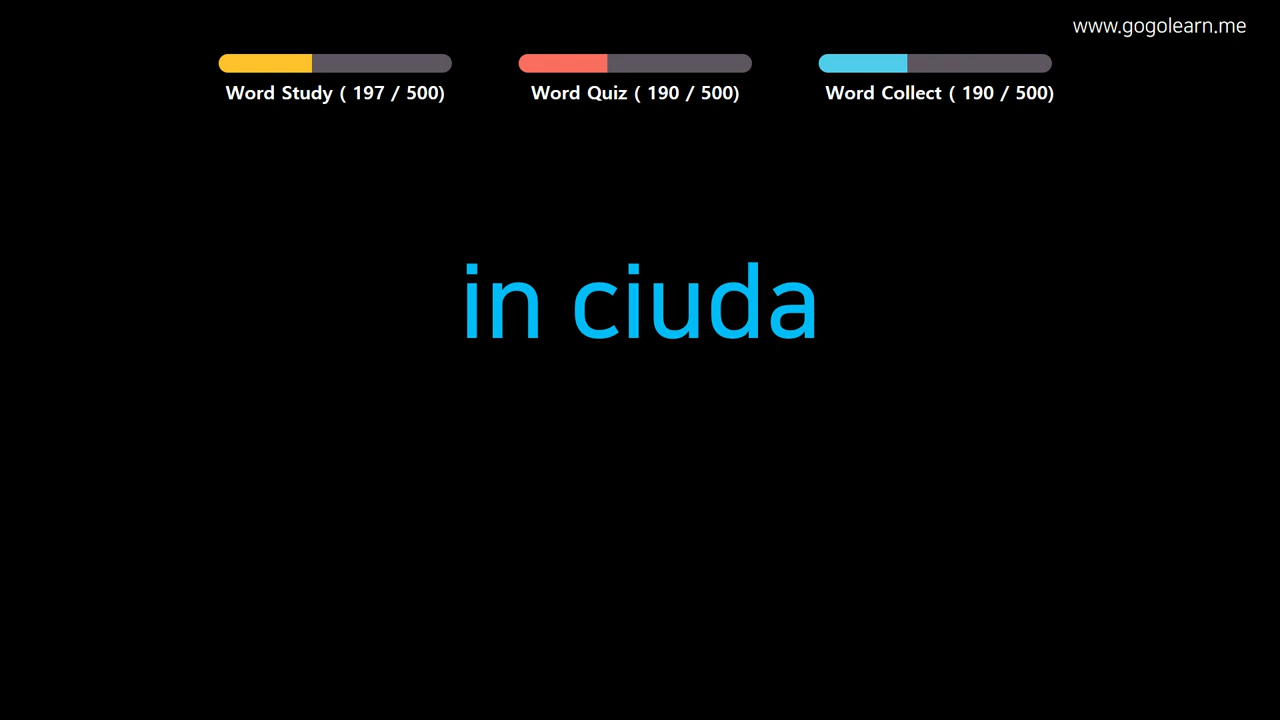 www.gogolearn.me
Word Study ( 197 / 500)
Word Quiz ( 190 / 500)
Word Collect ( 190 / 500)
in ciuda